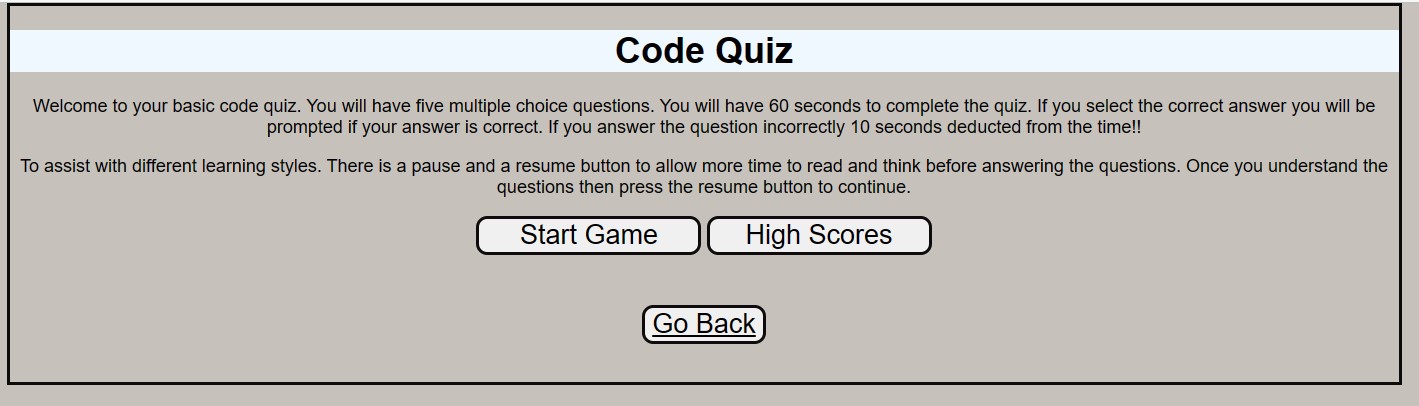 Code Quiz
Welcome to your basic code quiz. You will have five multiple choice questions. You will have 60 seconds to complete the quiz. If you select the correct answer you will be
prompted if your answer is correct. If you answer the question incorrectly 10 seconds deducted from the time!!
To assist with different learning styles. There is a pause and a resume button to allow more time to read and think before answering the questions. Once you understand the
questions then press the resume button to continue.
Start Game High Scores
Go Back